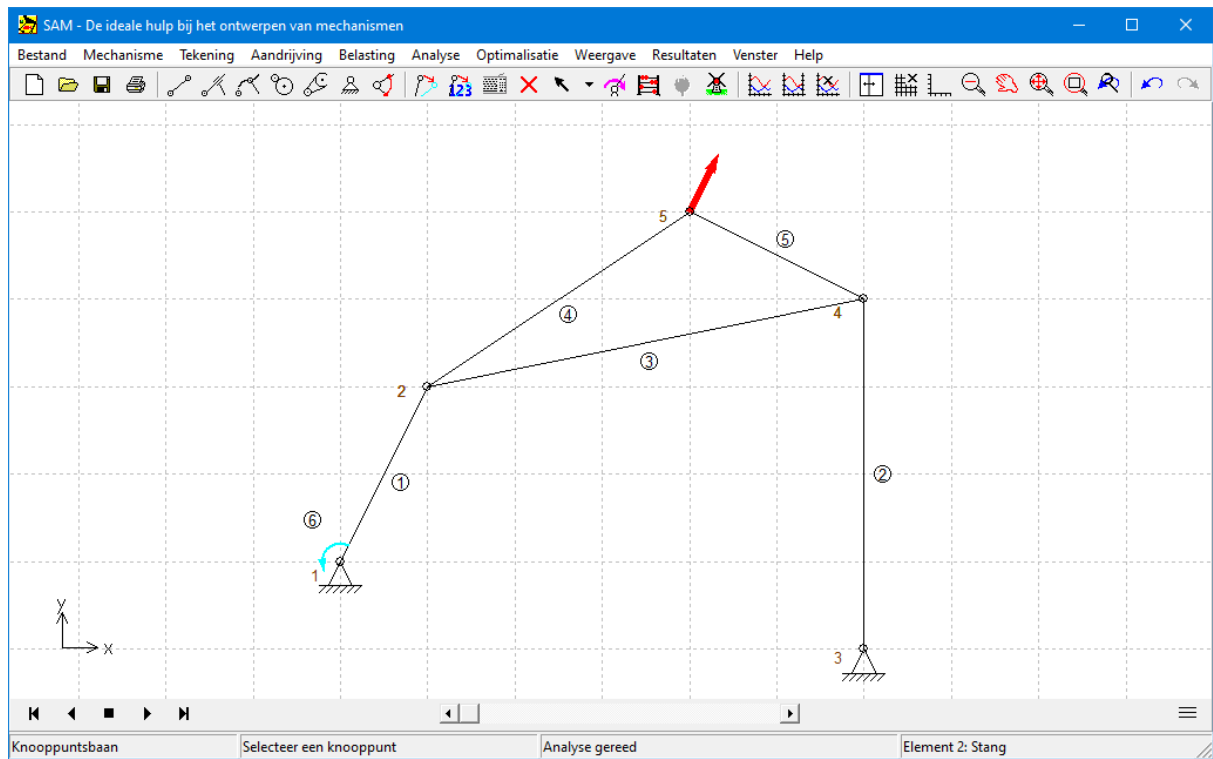 SAM - De ideale hulp bij het ontwerpen van mechanismen
Bestand Mechanisme Tekening Aandrijving Belasting Analyse Optimalisatie Weergave Resultaten Venster Help
123
5
5
4
4
3
2
1
2
6
1
y
x
3
Knooppuntsbaan Selecteer een knooppunt Analyse gereed Element 2: Stang